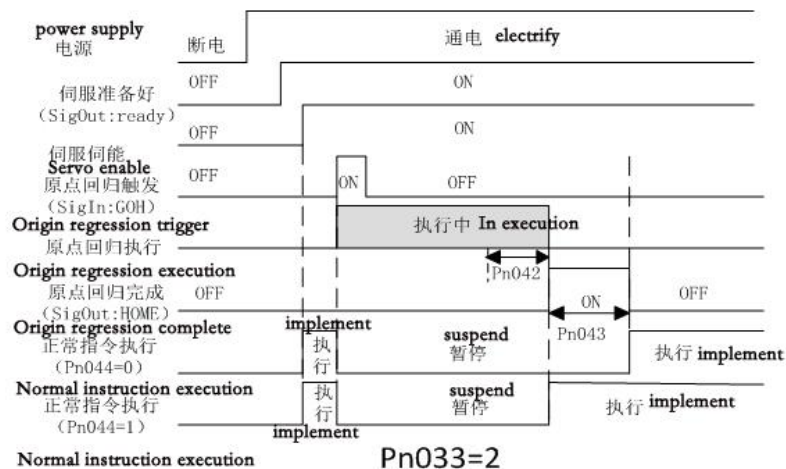 power supply
电源
断电
通电 electrify
OFF
ON
伺服准备好
(SigOut:ready)
OFF
ON
伺服伺能
Servo enable
OFF
ON
OFF
原点回归触发
(SigIn:GOH)
执行中 In execution
Origin regression trigger
原点回归执行
Pn042
Origin regression execution
原点回归完成
OFF
ON
OFF
(SigOut:HOME)
Pn043
Origin regression complete
implement
suspend
正常指令执行
执行
暂停
执行 implement
(Pn044=0)
Normal instruction execution
suspend
正常指令执行
执行
暂停
执行 implement
(Pn044=1)
implement
Normal instruction execution
Pn033=2